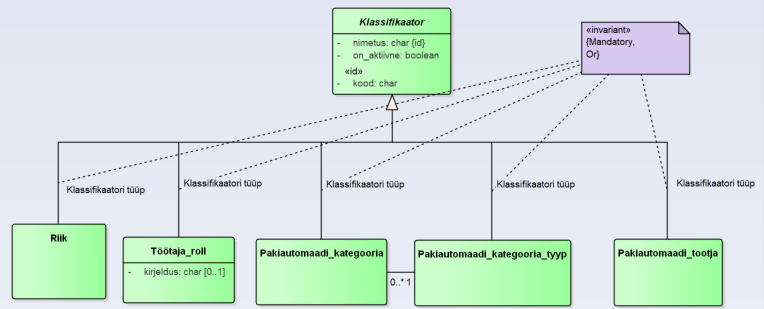 Klassifikaator
- nimetus: char {id}
- on_aktiivne: boolean
«id»
- kood: char
«invariant»
{Mandatory,
Or}
Klassifikaatori tüüp
Klassifikaatori tüüp
Klassifikaatori tüüp
Klassifikaatori tüüp
Klassifikaatori tüüp
Riik
Töötaja_roll
- kirjeldus: char [0..1]
Pakiautomaadi_kategooria
Pakiautomaadi_kategooria_tyyp
Pakiautomaadi_tootja
0..* 1